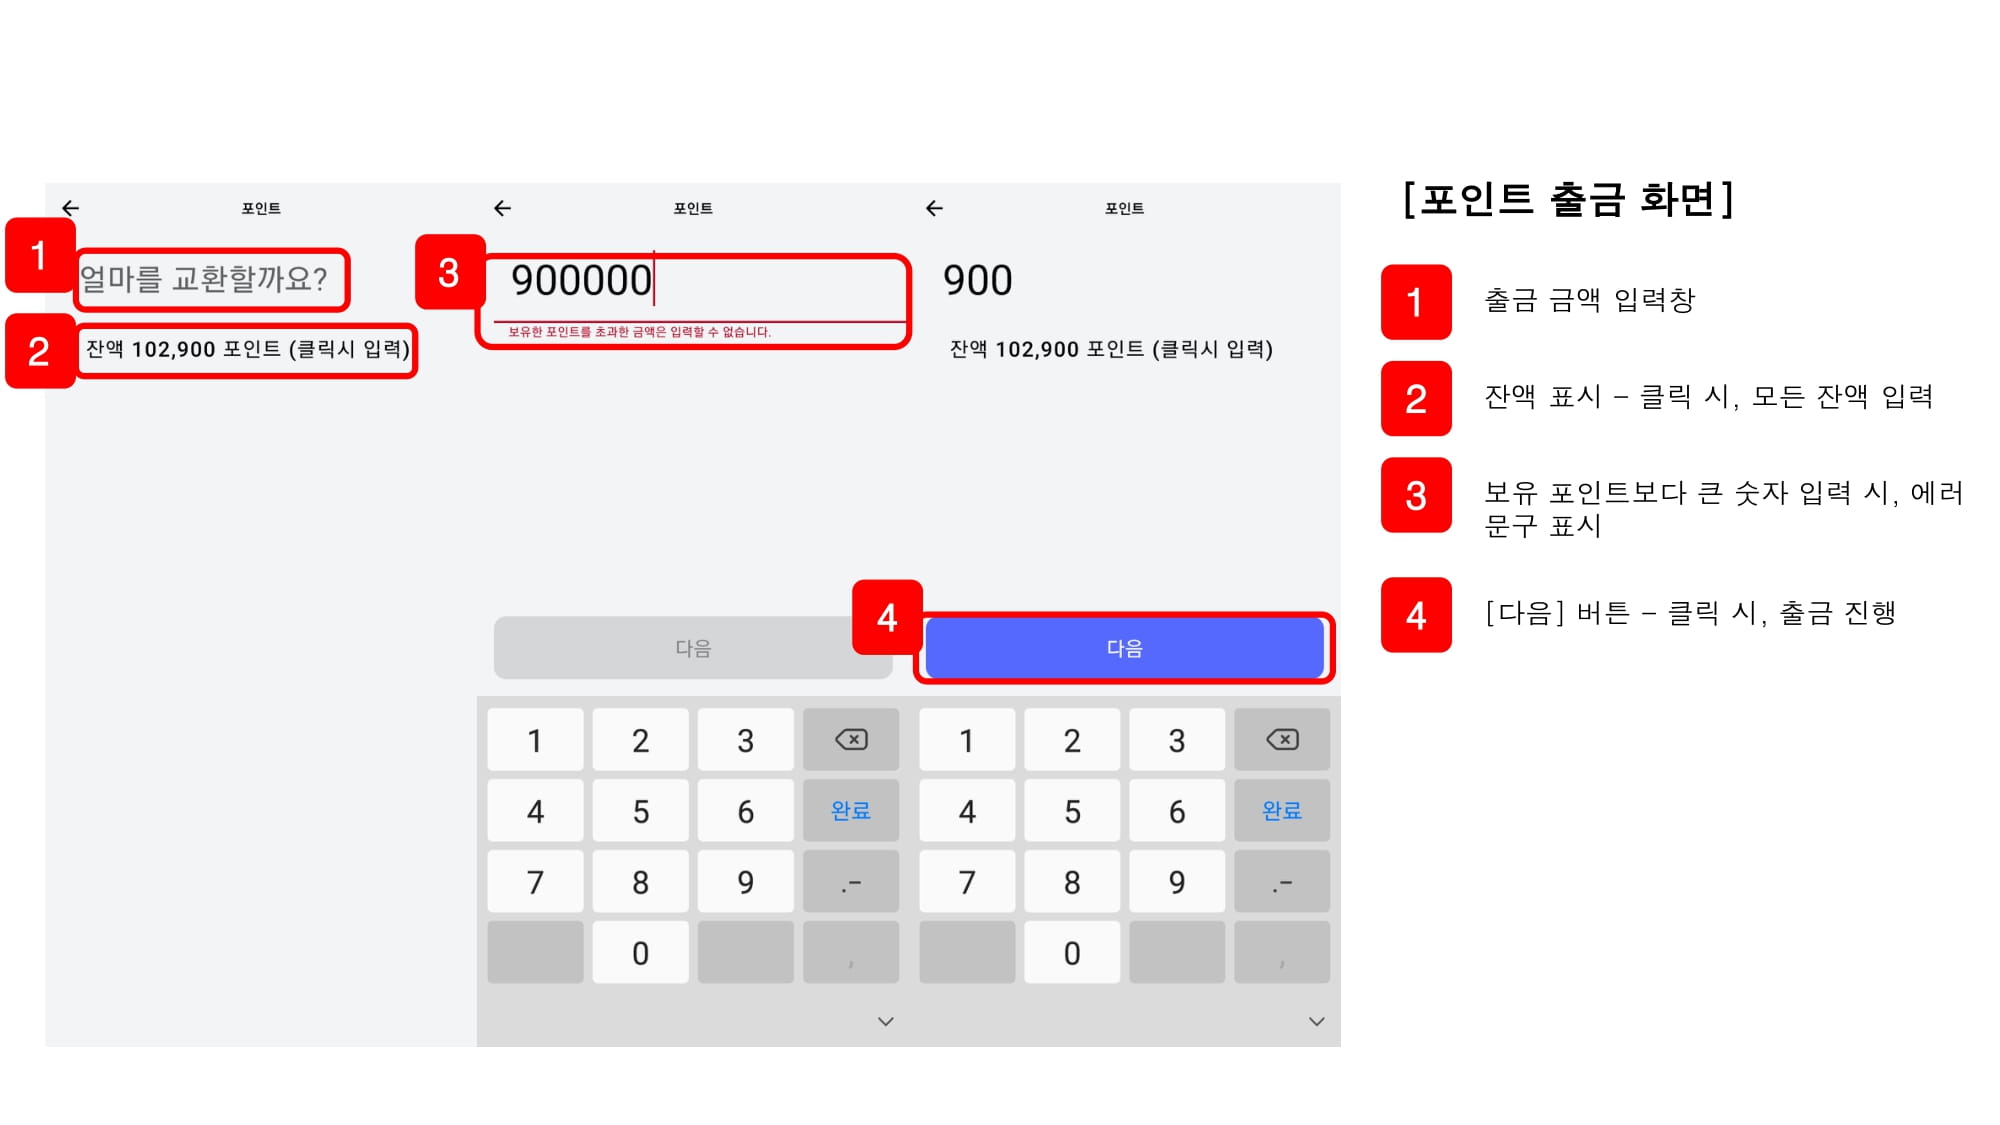 포인트
1
얼마를 교환할까요?
2
잔액 102,900 포인트 (클릭시 입력)
포인트
3
900000
보유한 포인트를 초과한 금액은 입력할 수 없습니다.
다음
1 2 3
4 5 6 완료
7 8 9 .-
0 ,
포인트
900
잔액 102,900 포인트 (클릭시 입력)
4
다음
1 2 3
4 5 6 완료
7 8 9 .-
0 ,
[포인트 출금 화면]
1 출금 금액 입력창
2 잔액 표시 – 클릭 시, 모든 잔액 입력
3 보유 포인트보다 큰 숫자 입력 시, 에러
문구 표시
4 [다음] 버튼 – 클릭 시, 출금 진행